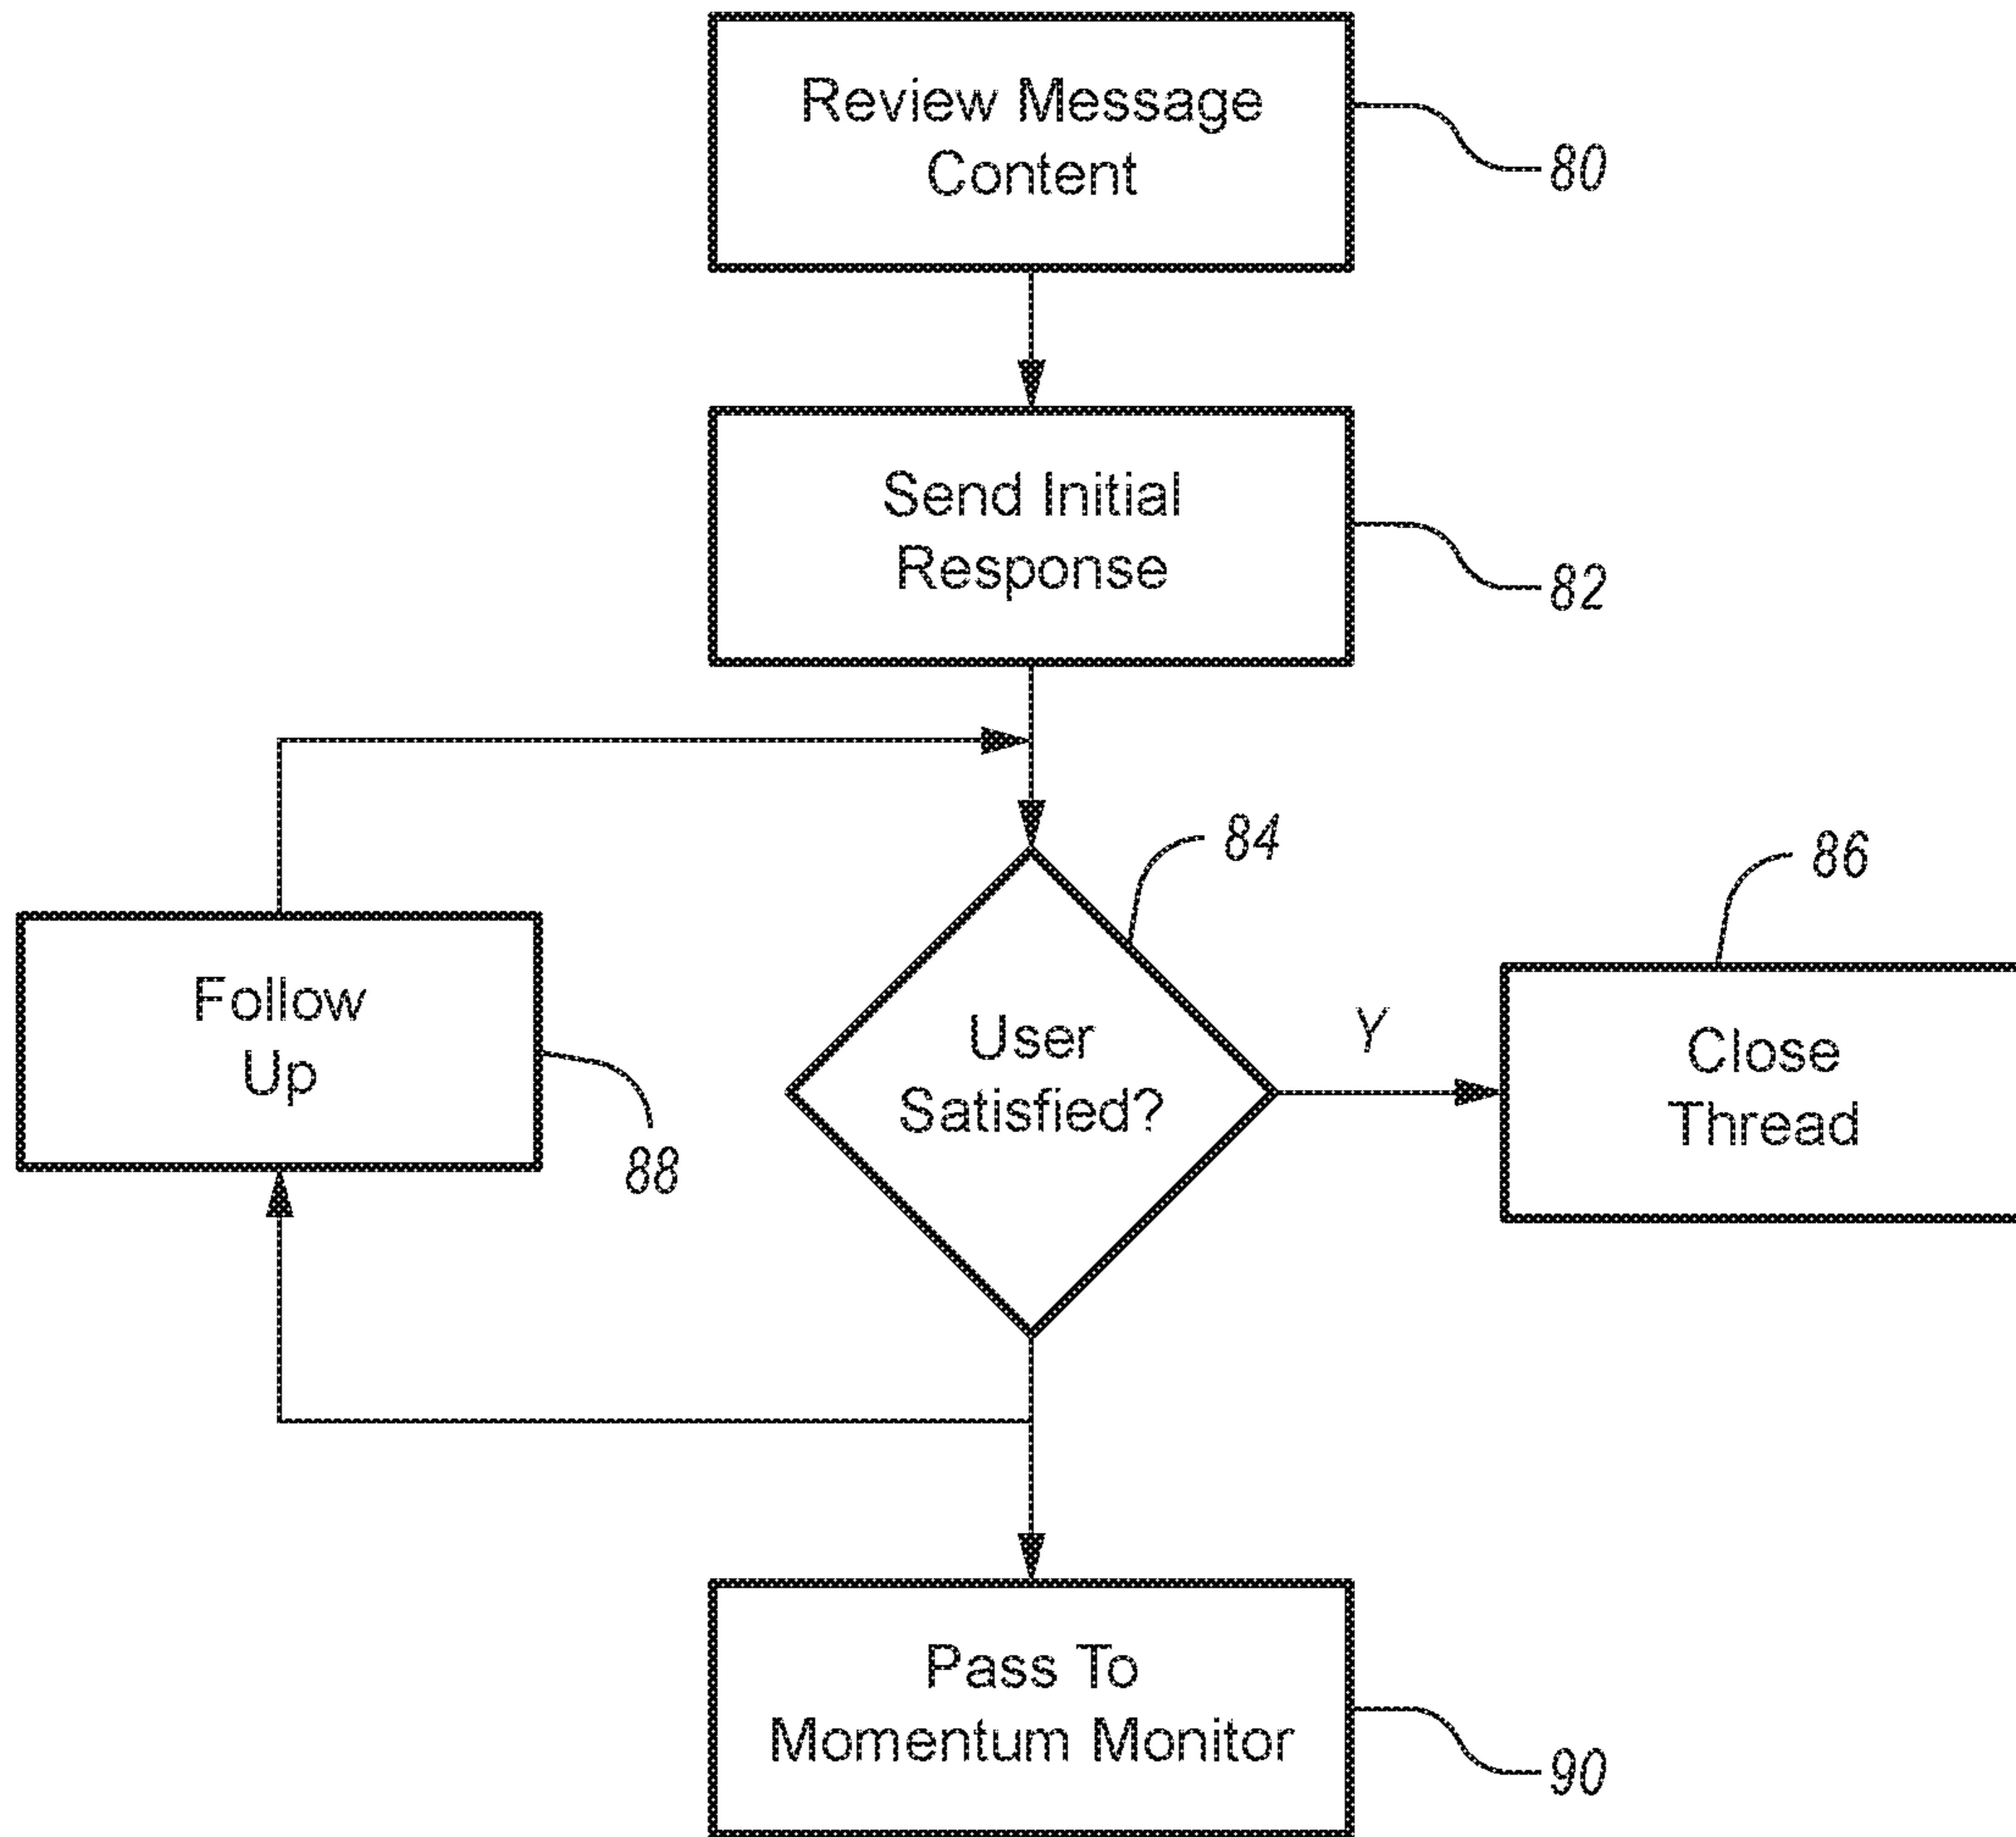 Review Message
Content
80
Send Initial
Response
82
84
86
Follow
Up
88
User
Satisfied?
Y
Close
Thread
Pass To
Momentum Monitor
90